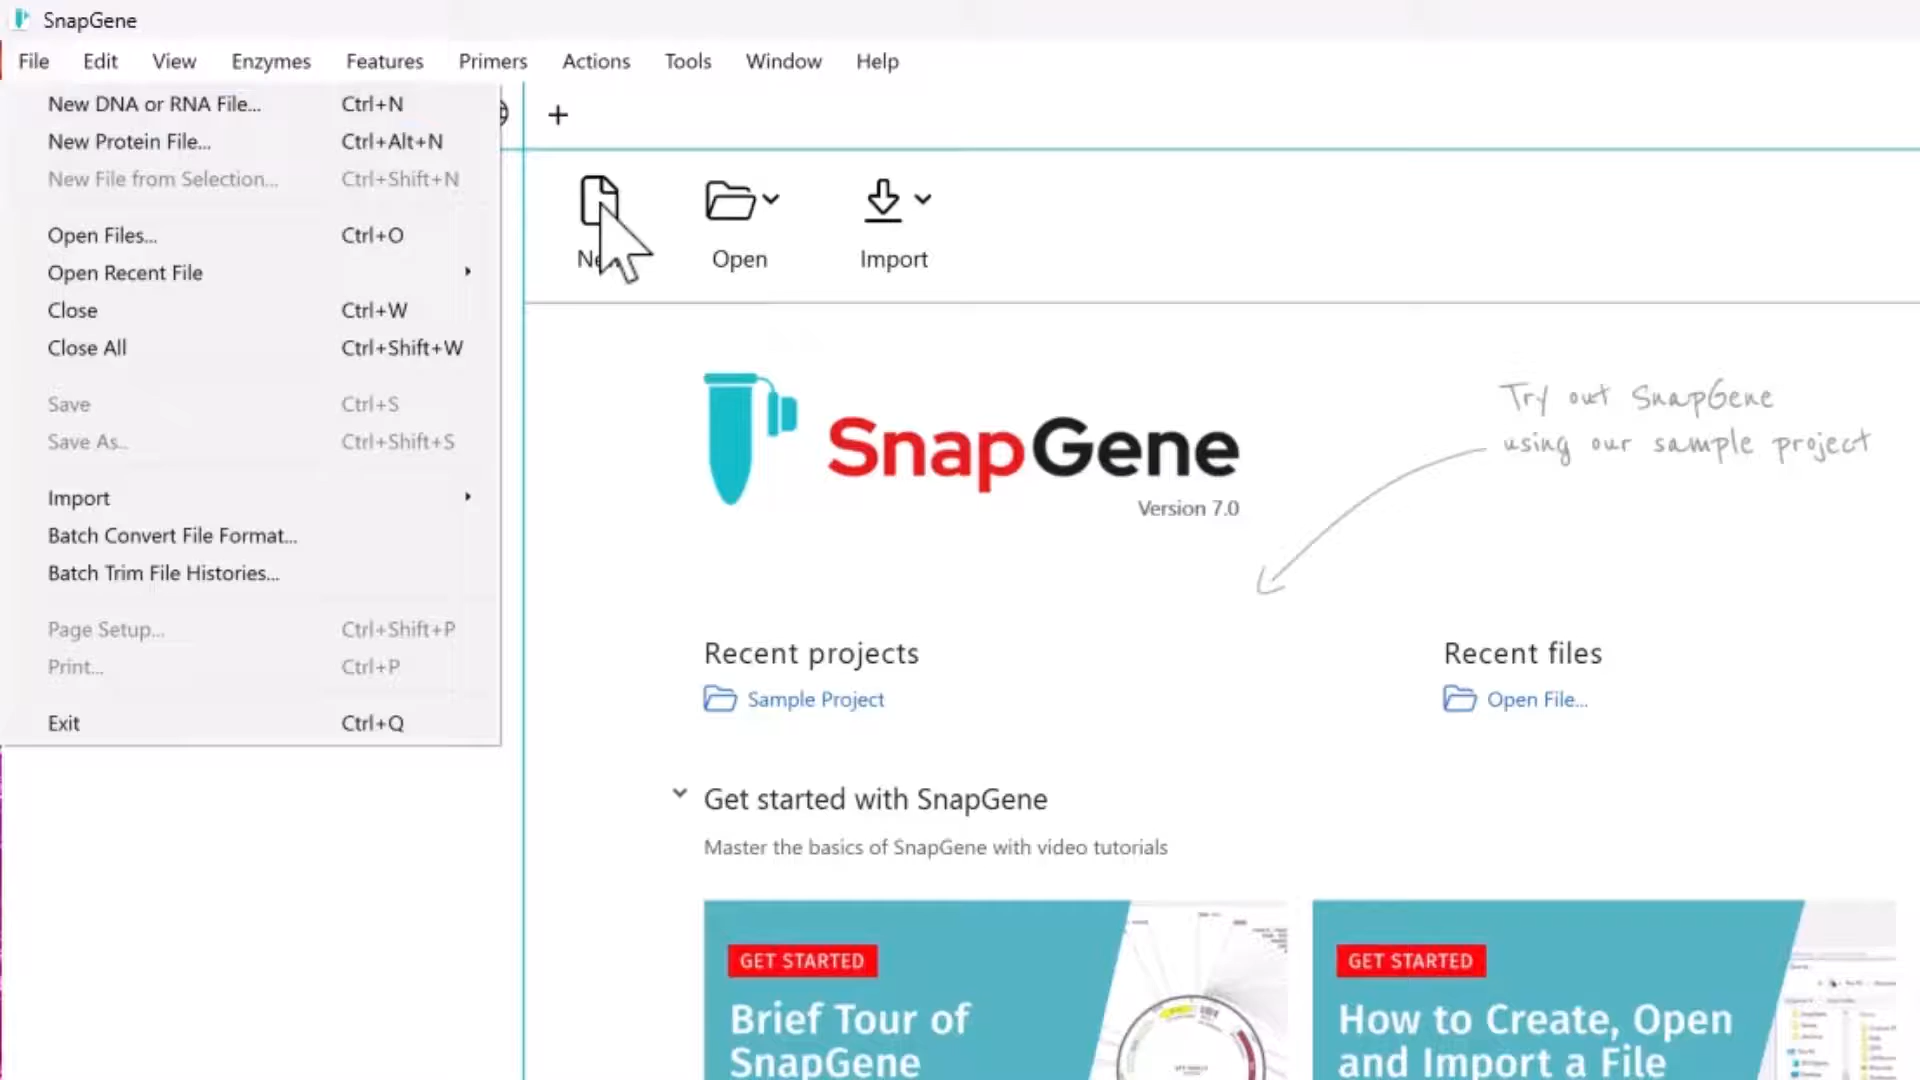 SnapGene
File Edit View Enzymes Features Primers Actions Tools Window Help
New DNA or RNA File... Ctrl+N
New Protein File... Ctrl+Alt+N
New File from Selection... Ctrl+Shift+N
Open Files... Ctrl+O
Open Recent File
Close Ctrl+W
Close All Ctrl+Shift+W
Save Ctrl+S
Save As... Ctrl+Shift+S
Import
Batch Convert File Format...
Batch Trim File Histories...
Page Setup... Ctrl+Shift+P
Print... Ctrl+P
Exit Ctrl+Q
+
Open Import
SnapGene
Version 7.0
Try out SnapGene
using our sample project
Recent projects
Sample Project
Recent files
Open File...
Get started with SnapGene
Master the basics of SnapGene with video tutorials
GET STARTED
Brief Tour of
SnapGene
GET STARTED
How to Create, Open
and Import a File